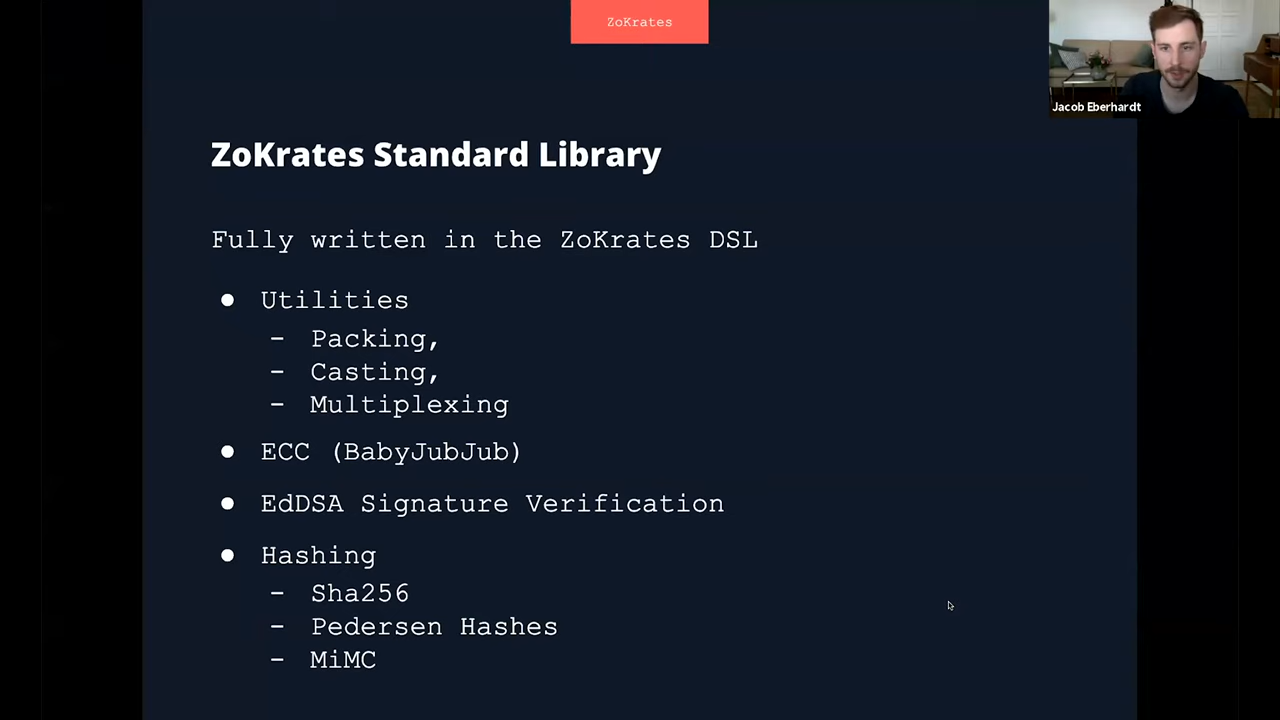 ZoKrates
Jacob Eberhardt
ZoKrates Standard Library
Fully written in the ZoKrates DSL
● Utilities
- Packing,
- Casting,
- Multiplexing
● ECC (BabyJubJub)
● EdDSA Signature Verification
● Hashing
- Sha256
- Pedersen Hashes
- MiMC